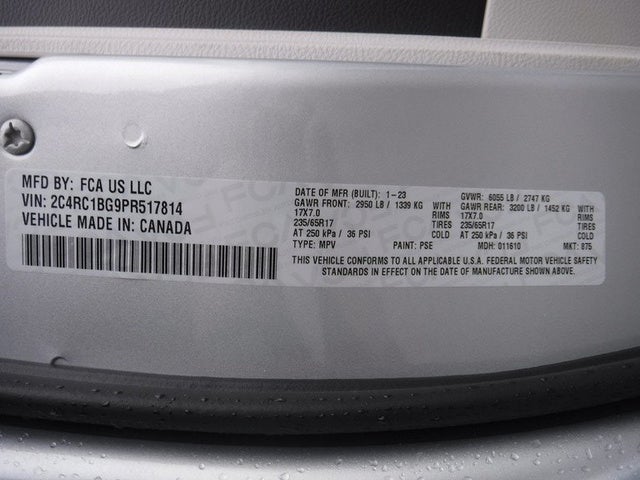 MFD BY: FCA US LLC
VIN: 2C4RC1BG9PR517814
VEHICLE MADE IN: CANADA
DATE OF MFR (BUILT): 1-23 GVWR: 6055 LB / 2747 KG
GAWR FRONT: 2950 LB / 1339 KG WITH GAWR REAR: 3200 LB / 1452 KG WITH
17X7.0 RIMS 17X7.0 RIMS
235/65R17 TIRES 235/65R17 TIRES
AT 250 kPa / 36 PSI COLD AT 250 kPa / 36 PSI COLD
TYPE: MPV PAINT: PSE MDH: 011610 MKT: 875
THIS VEHICLE CONFORMS TO ALL APPLICABLE U.S.A. FEDERAL MOTOR VEHICLE SAFETY
STANDARDS IN EFFECT ON THE DATE OF MANUFACTURE SHOWN ABOVE.